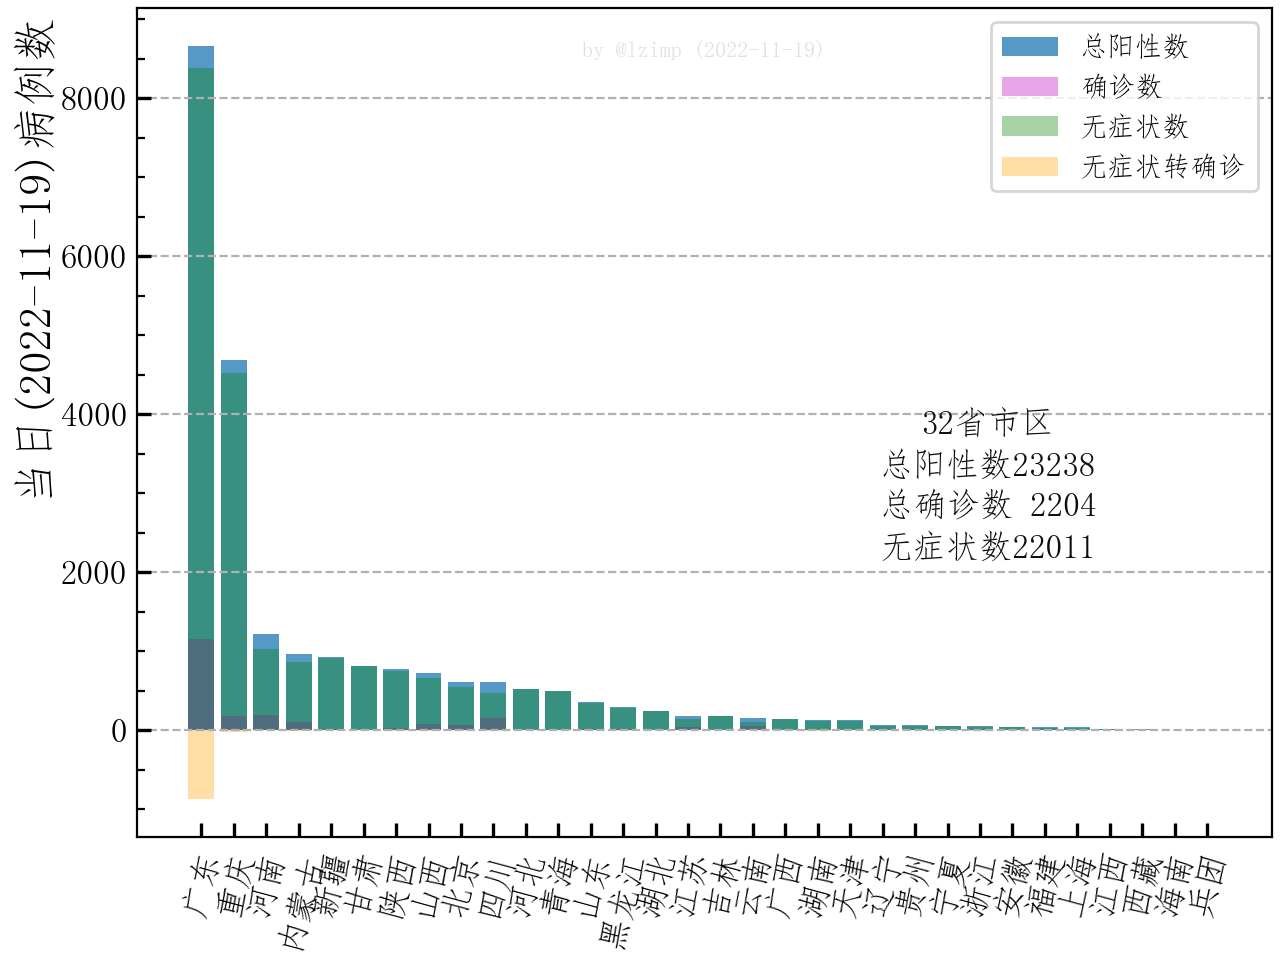 by @lzimp (2022-11-19)
总阳性数
确诊数
无症状数
无症状转确诊
当日(2022-11-19)病例数
8000
6000
4000
2000
0
32省市区
总阳性数23238
总确诊数 2204
无症状数22011
广东
重庆
河南
内蒙古
新疆
甘肃
陕西
山西
北京
四川
河北
青海
山东
黑龙江
湖北
江苏
吉林
云南
广西
湖南
天津
辽宁
贵州
宁夏
浙江
安徽
福建
上海
江西
西藏
海南
兵团